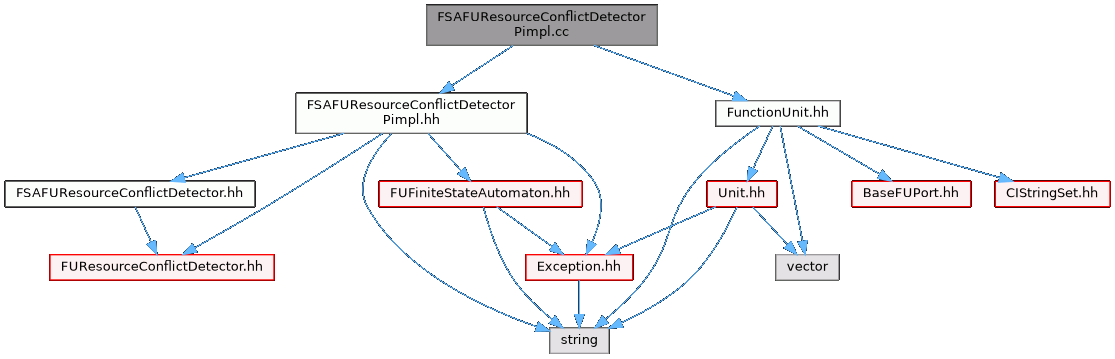 FSAFUResourceConflictDetector
Pimpl.cc
FSAFUResourceConflictDetector
Pimpl.hh
FunctionUnit.hh
FSAFUResourceConflictDetector.hh
FUFiniteStateAutomaton.hh
Unit.hh
BaseFUPort.hh
CIStringSet.hh
FUResourceConflictDetector.hh
Exception.hh
vector
string